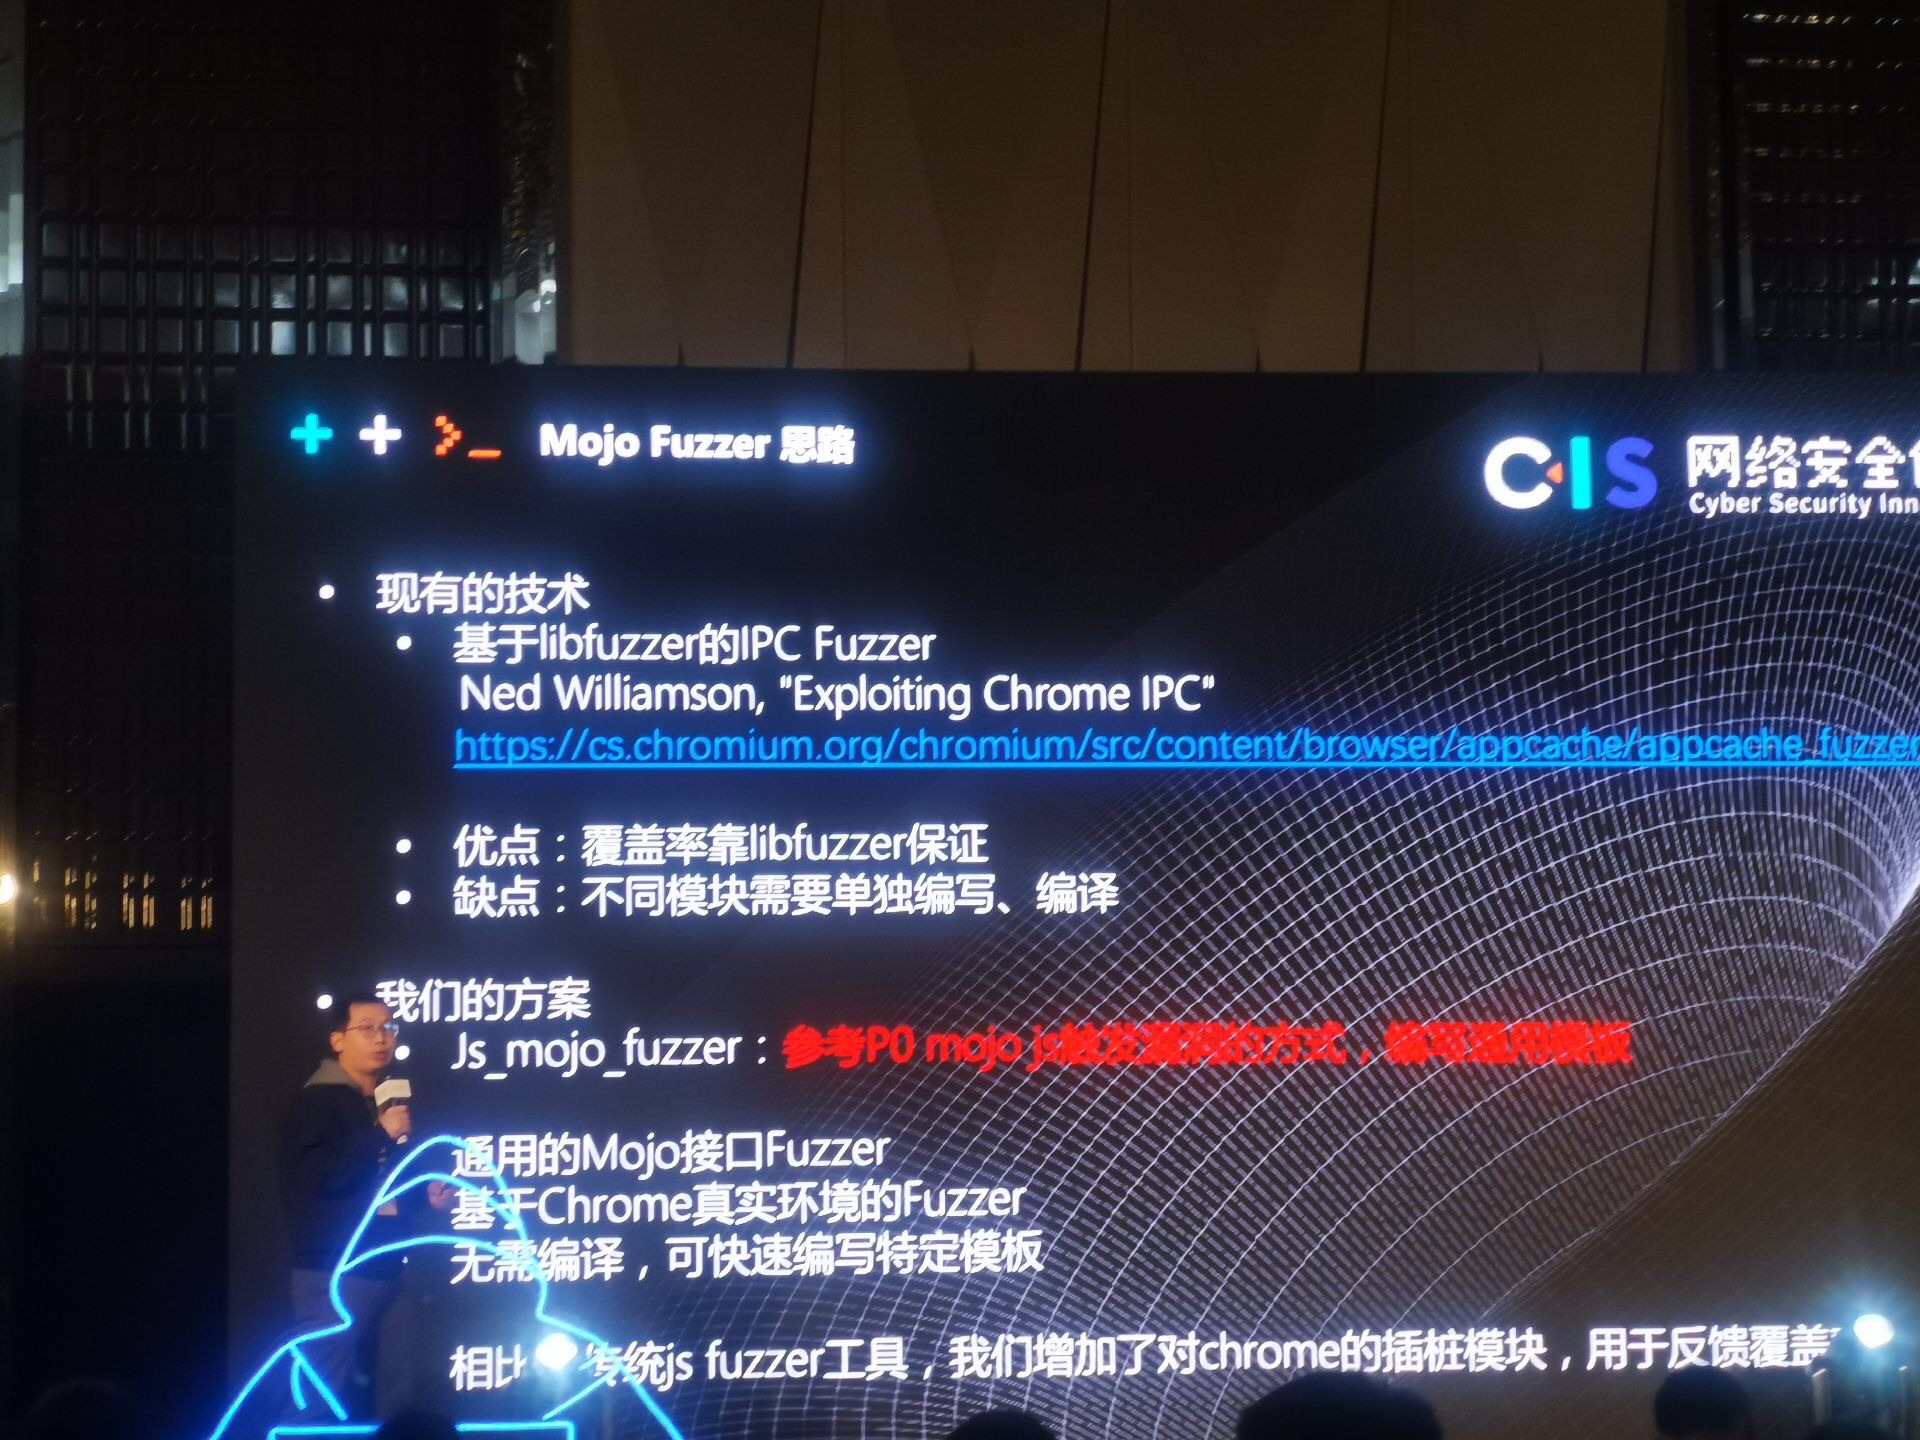 Mojo Fuzzer 思路
CIS 网络安全
Cyber Security Inn
现有的技术
基于libfuzzer的IPC Fuzzer
Ned Williamson, "Exploiting Chrome IPC"
https://cs.chromium.org/chromium/src/content/browser/appcache/appcache_fuzzer
优点：覆盖率靠libfuzzer保证
缺点：不同模块需要单独编写、编译
我们的方案
Js_mojo_fuzzer：参考P0 mojo js触发漏洞的方式，编写通用模板
通用的Mojo接口Fuzzer
基于Chrome真实环境的Fuzzer
无需编译，可快速编写特定模板
相比 传统js fuzzer工具，我们增加了对chrome的插桩模块，用于反馈覆盖